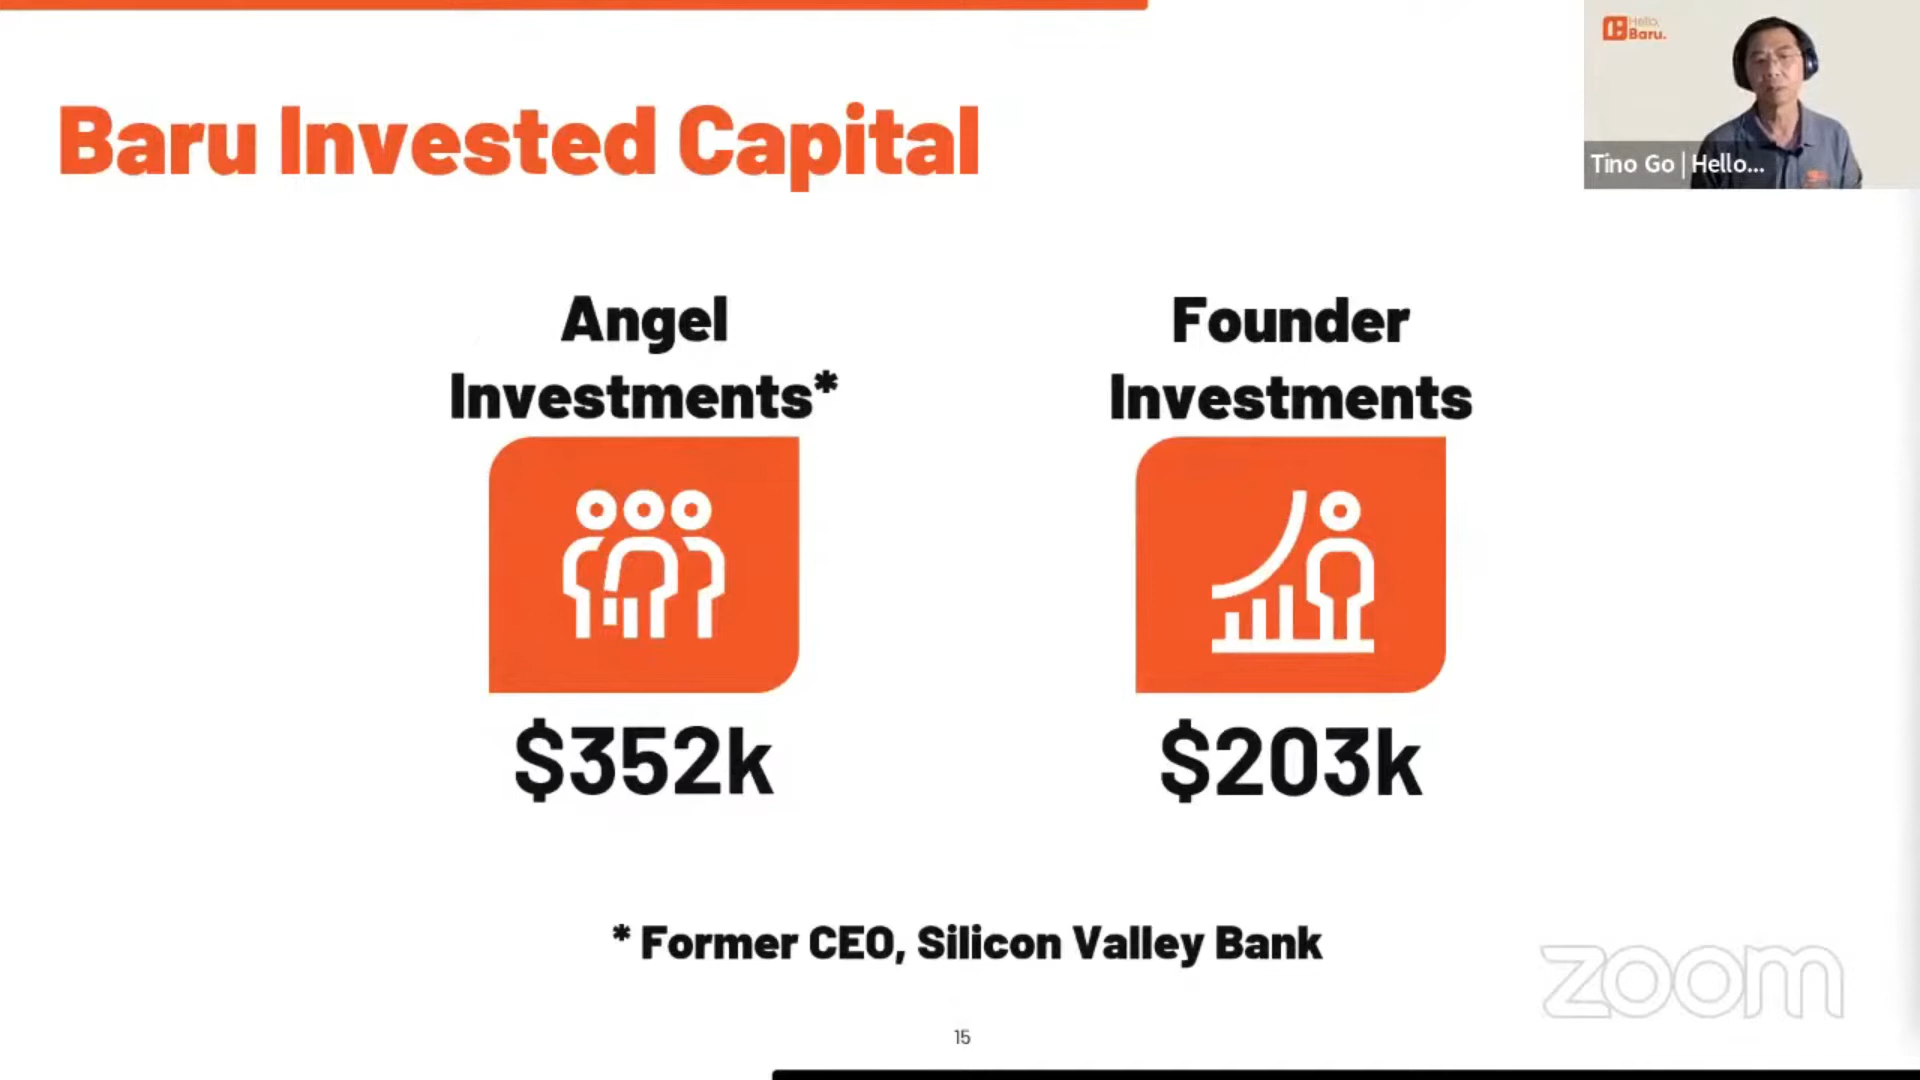 Baru Invested Capital
Hello,
Baru.
Tino Go | Hello...
Angel
Investments*
Founder
Investments
$352k
$203k
* Former CEO, Silicon Valley Bank
zoom
15